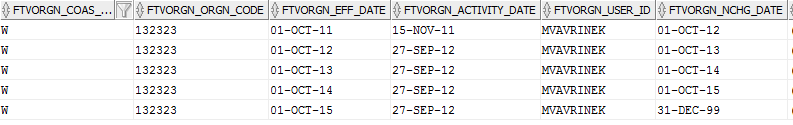 FTVORGN_COAS_... FTVORGN_ORGN_CODE FTVORGN_EFF_DATE FTVORGN_ACTIVITY_DATE FTVORGN_USER_ID FTVORGN_NCHG_DATE
W 132323 01-OCT-11 15-NOV-11 MVAVRINEK 01-OCT-12
W 132323 01-OCT-12 27-SEP-12 MVAVRINEK 01-OCT-13
W 132323 01-OCT-13 27-SEP-12 MVAVRINEK 01-OCT-14
W 132323 01-OCT-14 27-SEP-12 MVAVRINEK 01-OCT-15
W 132323 01-OCT-15 27-SEP-12 MVAVRINEK 31-DEC-99